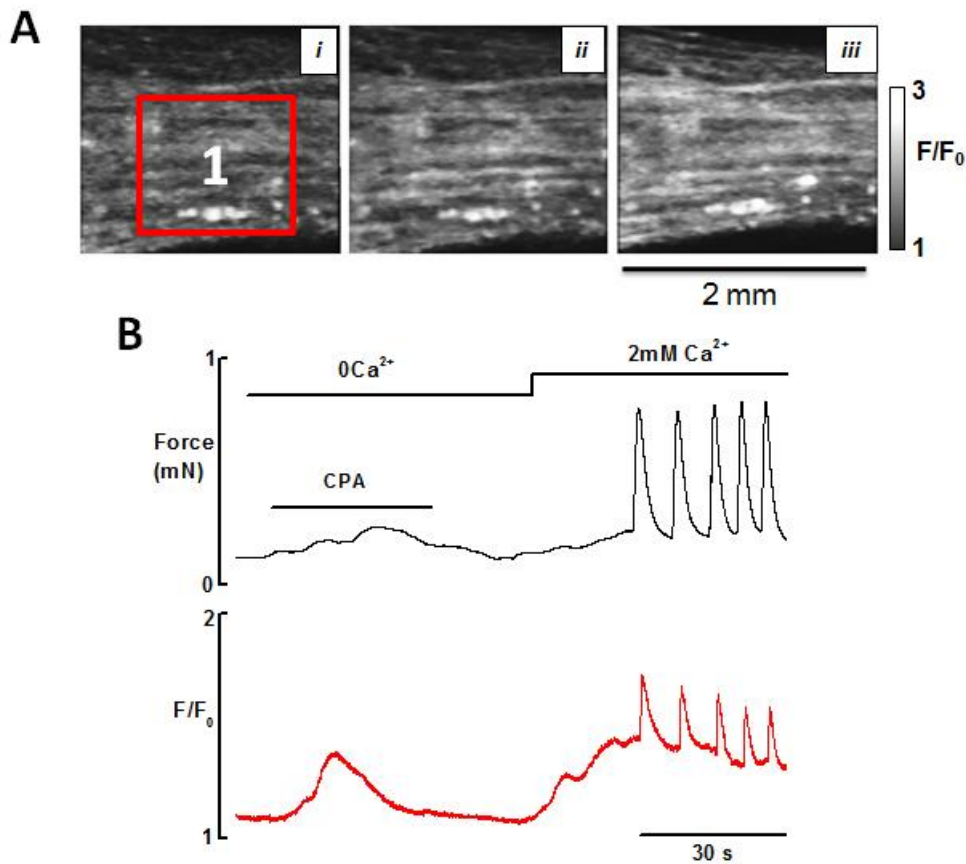 A
i
ii
iii
1
3
F/F₀
1
2 mm
B
1
0Ca²⁺
2mM Ca²⁺
Force
(mN)
CPA
0
2
F/F₀
1
30 s